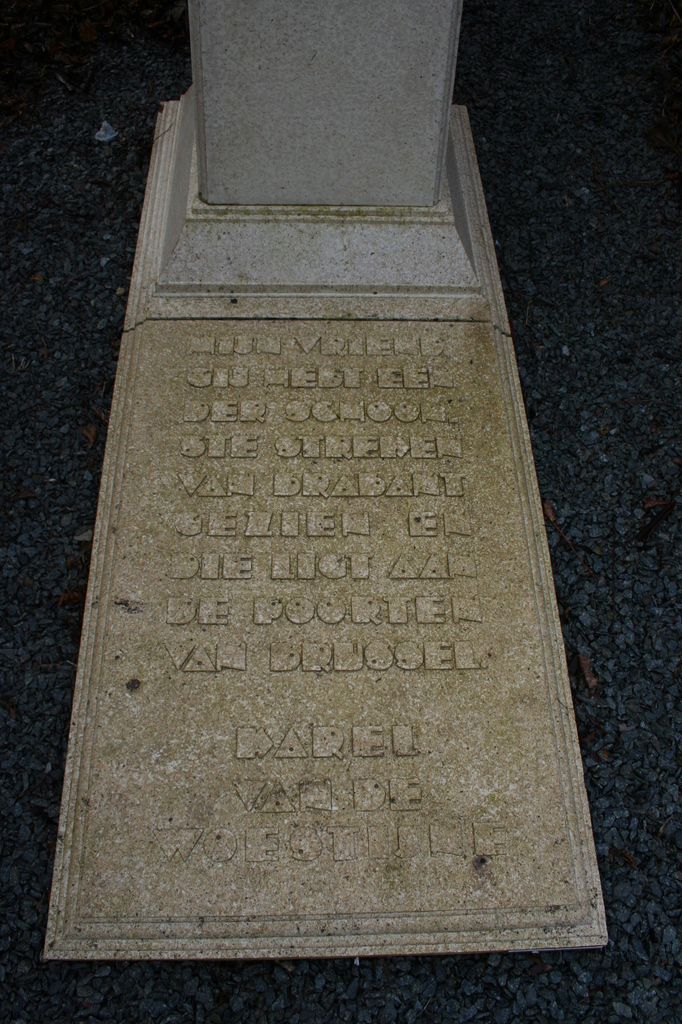 MIJN VRIEND,
GIJ HEBT EEN
DER SCHOON-
STE STREKEN
VAN BRABANT
GEZIEN EN
DIE LIGT AAN
DE POORTEN
VAN BRUSSEL
KAREL
VAN DE
WOESTIJNE